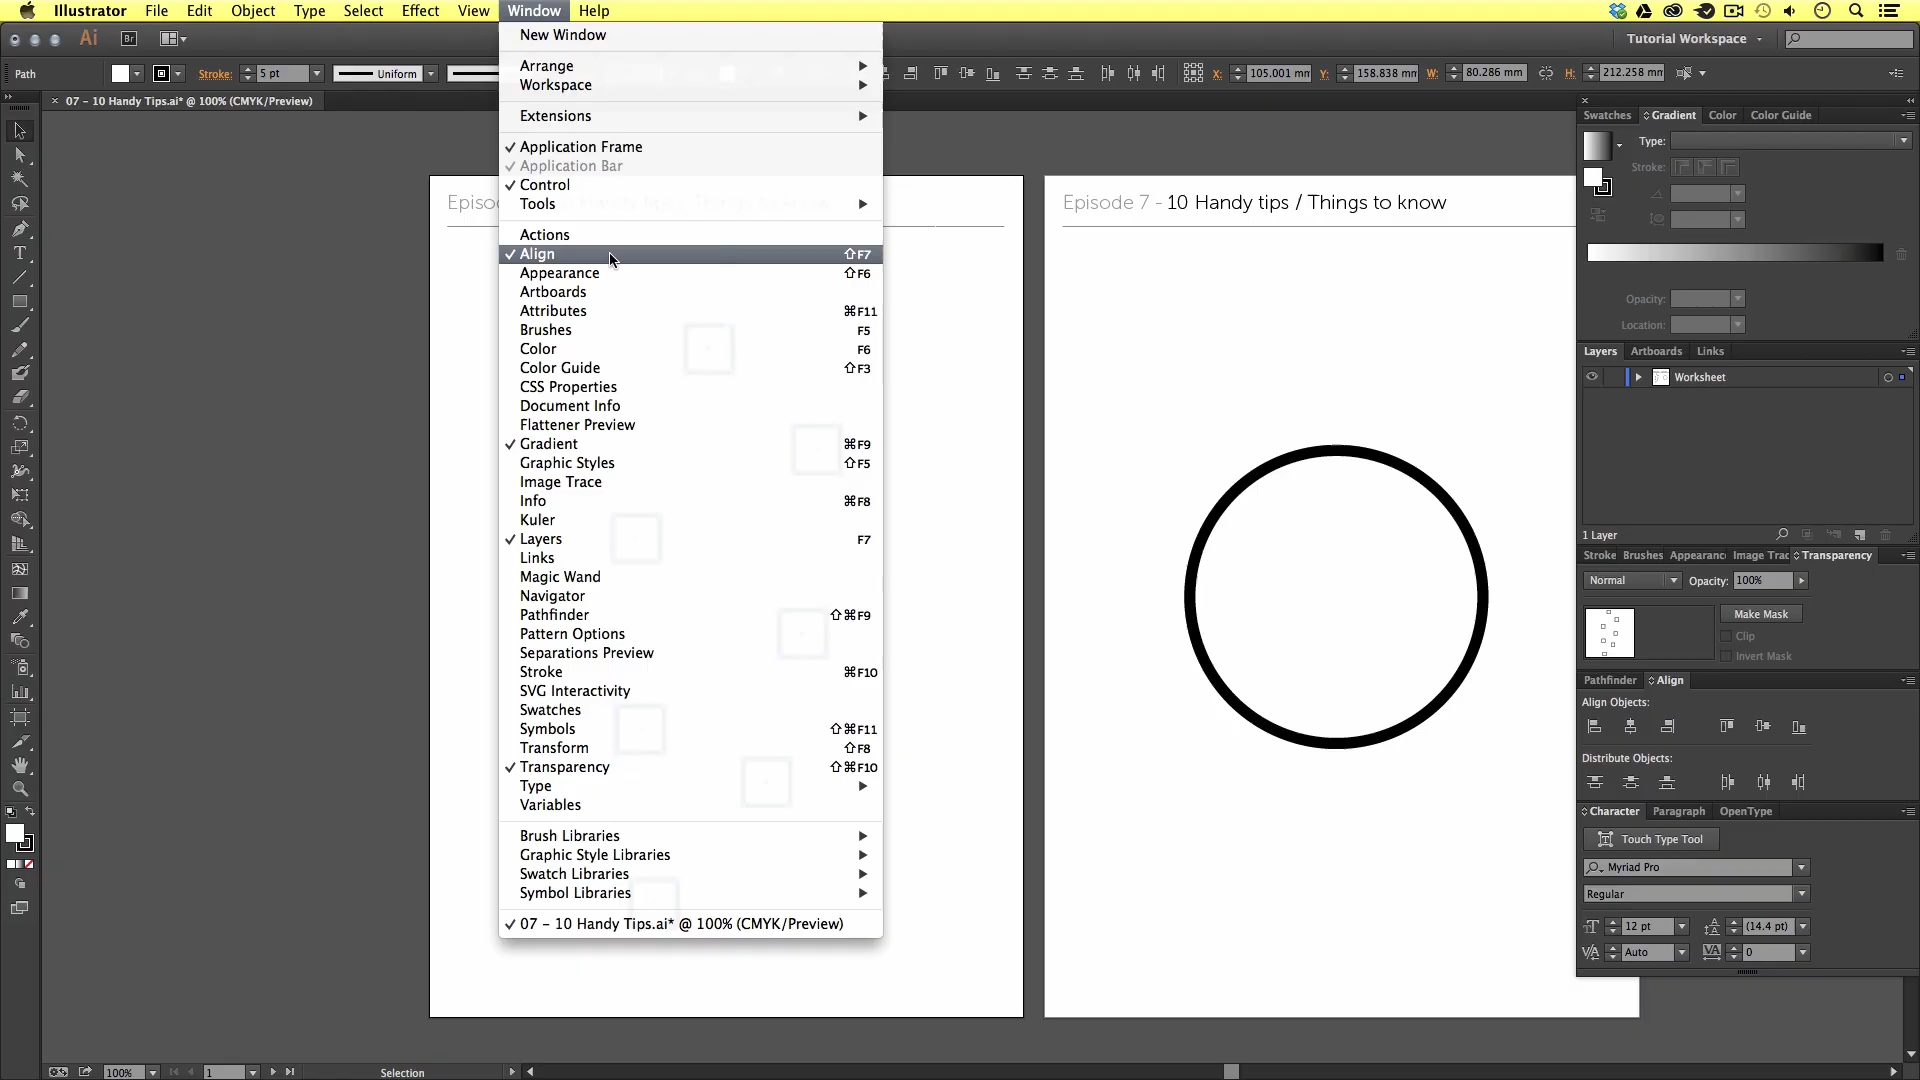 Illustrator File Edit Object Type Select Effect View Window Help
Ai Br Tutorial Workspace
Path Stroke: 5 pt Uniform X: 105.001 mm Y: 158.838 mm W: 80.286 mm H: 212.258 mm
× 07 – 10 Handy Tips.ai* @ 100% (CMYK/Preview)
New Window
Arrange
Workspace
Extensions
Application Frame
Application Bar
Control
Tools
Actions
Align ⇧F7
Appearance ⇧F6
Artboards
Attributes ⌘F11
Brushes F5
Color F6
Color Guide ⇧F3
CSS Properties
Document Info
Flattener Preview
Gradient ⌘F9
Graphic Styles ⇧F5
Image Trace
Info ⌘F8
Kuler
Layers F7
Links
Magic Wand
Navigator
Pathfinder ⇧⌘F9
Pattern Options
Separations Preview
Stroke ⌘F10
SVG Interactivity
Swatches
Symbols ⇧⌘F11
Transform ⇧F8
Transparency ⇧⌘F10
Type
Variables
Brush Libraries
Graphic Style Libraries
Swatch Libraries
Symbol Libraries
07 – 10 Handy Tips.ai* @ 100% (CMYK/Preview)
Episo
Episode 7 - 10 Handy tips / Things to know
Swatches Gradient Color Color Guide
Type:
Stroke:
Opacity:
Location:
Layers Artboards Links
Worksheet
1 Layer
Stroke Brushes Appearanc Image Trac Transparency
Normal Opacity: 100%
Make Mask
Clip
Invert Mask
Pathfinder Align
Align Objects:
Distribute Objects:
Character Paragraph OpenType
Touch Type Tool
Myriad Pro
Regular
12 pt (14.4 pt)
Auto 0
100% 1 Selection